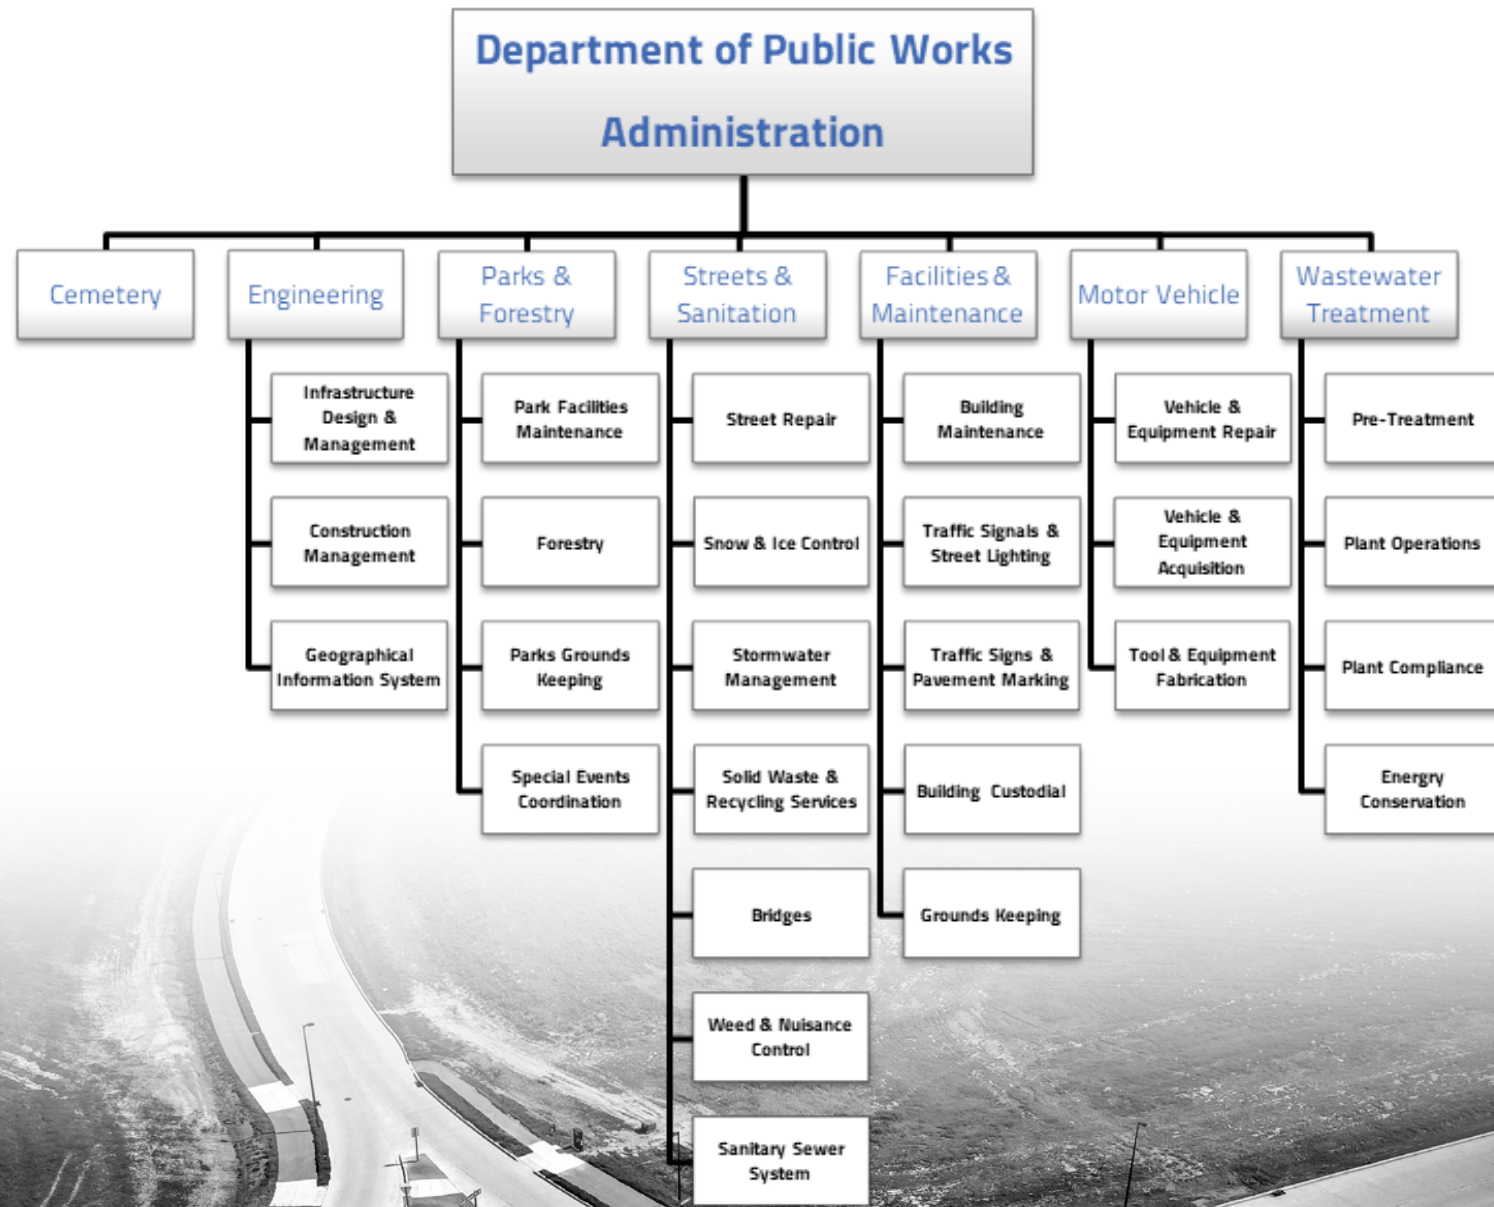 Department of Public Works
Administration
Cemetery
Engineering
Parks &
Forestry
Streets &
Sanitation
Facilities &
Maintenance
Motor Vehicle
Wastewater
Treatment
Infrastructure
Design &
Management
Construction
Management
Geographical
Information System
Park Facilities
Maintenance
Forestry
Parks Grounds
Keeping
Special Events
Coordination
Street Repair
Snow & Ice Control
Stormwater
Management
Solid Waste &
Recycling Services
Bridges
Weed & Nuisance
Control
Sanitary Sewer
System
Building
Maintenance
Traffic Signals &
Street Lighting
Traffic Signs &
Pavement Marking
Building Custodial
Grounds Keeping
Vehicle &
Equipment Repair
Vehicle &
Equipment
Acquisition
Tool & Equipment
Fabrication
Pre-Treatment
Plant Operations
Plant Compliance
Energry
Conservation